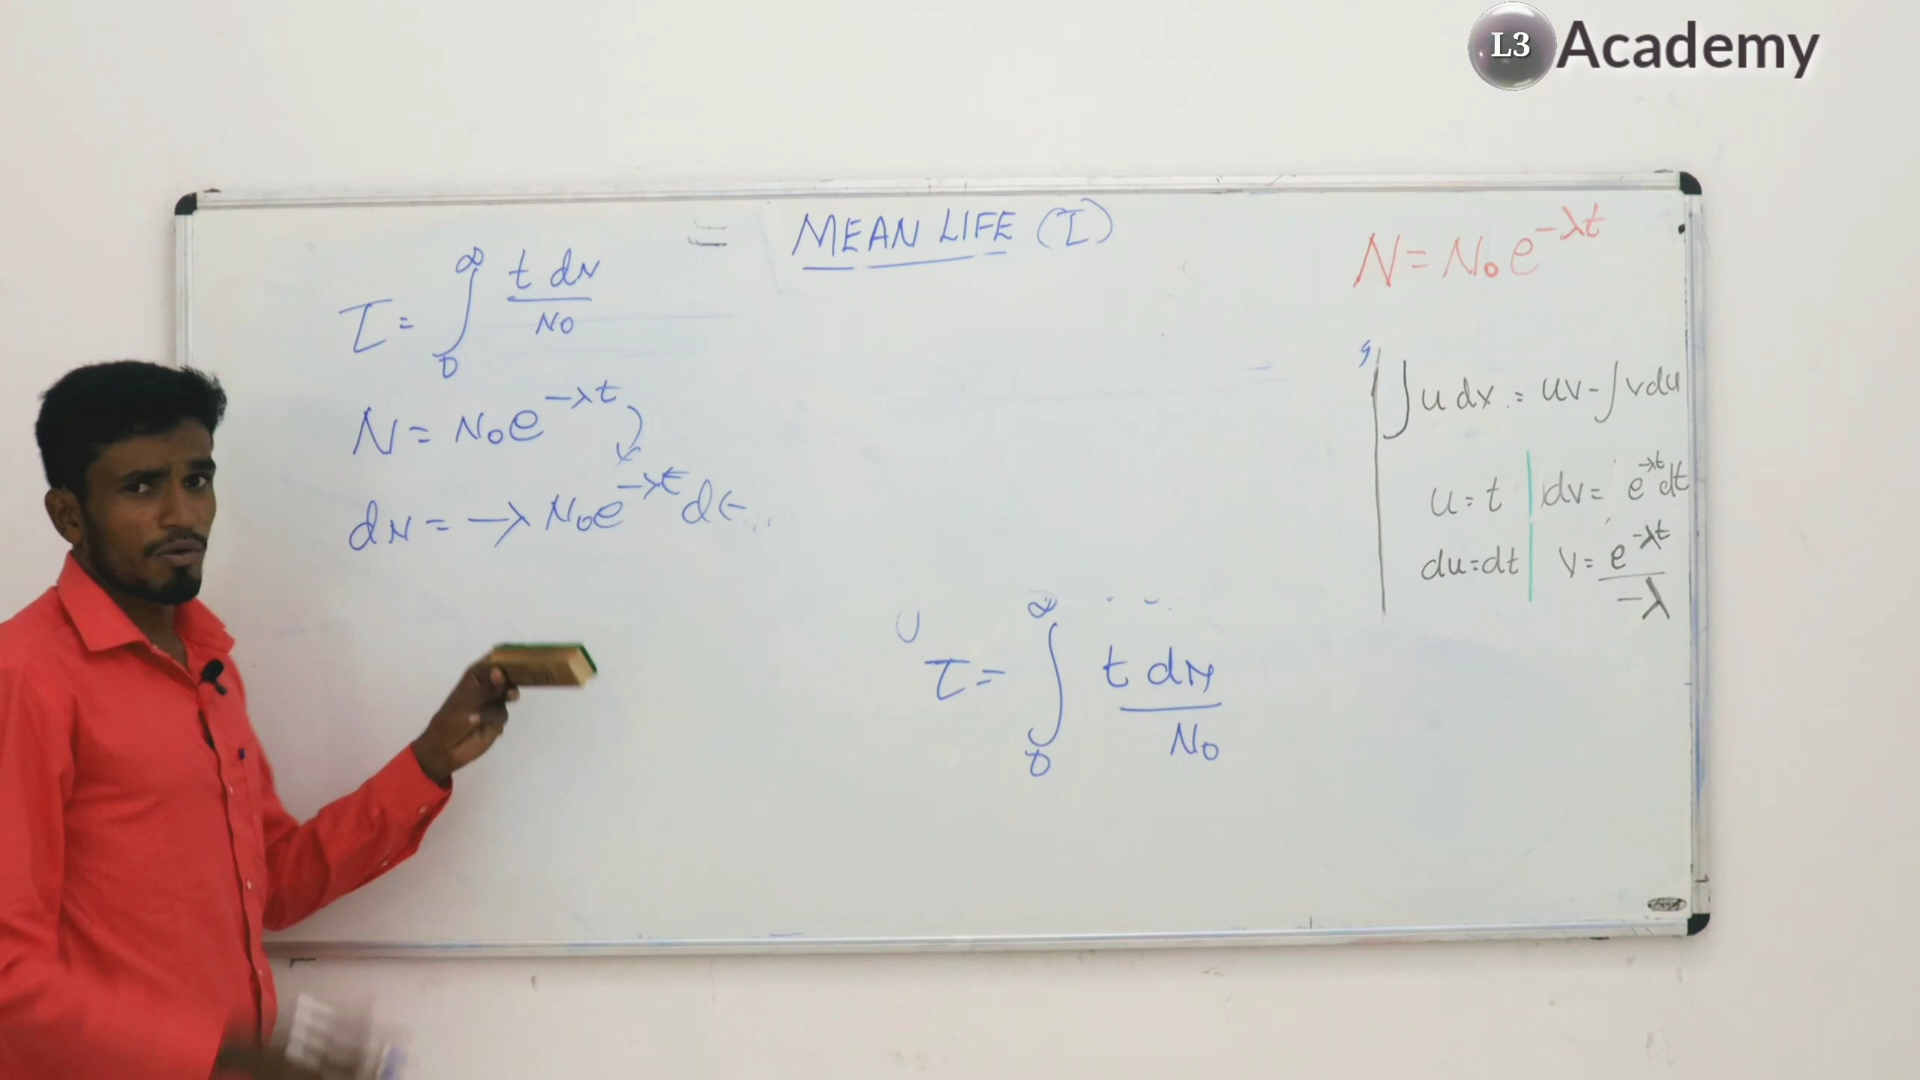 L3 Academy
= MEAN LIFE (τ)
τ = ∫₀^∞ t dN / N₀
N = N₀e^-λt
dN = -λ N₀e^-λt dt
τ = ∫₀^∞ t dN / N₀
N = N₀ e^-λt
∫u dx = uv - ∫v du
u = t | dv = e^-λt dt
du = dt | v = e^-λt / -λ